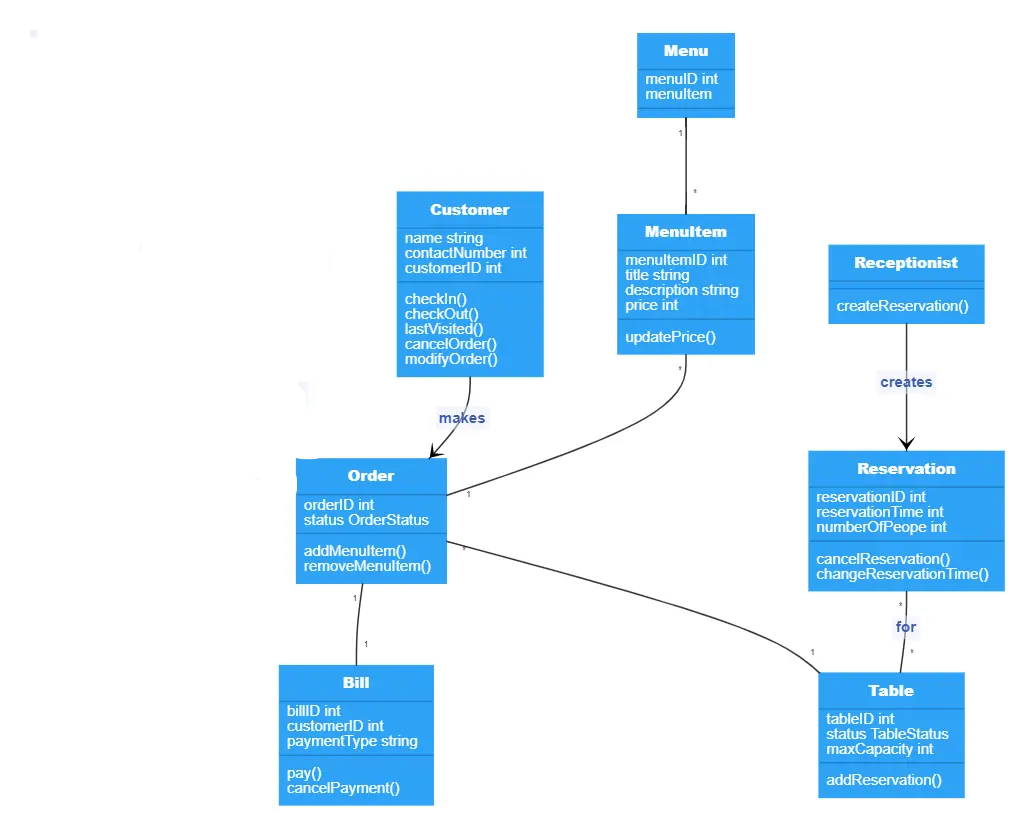 Menu
menuID int
menuItem
1
*
Customer
name string
contactNumber int
customerID int
checkIn()
checkOut()
lastVisited()
cancelOrder()
modifyOrder()
MenuItem
menuItemID int
title string
description string
price int
updatePrice()
Receptionist
createReservation()
*
creates
makes
Order
orderID int
status OrderStatus
addMenuItem()
removeMenuItem()
1
*
Reservation
reservationID int
reservationTime int
numberOfPeope int
cancelReservation()
changeReservationTime()
1
1
*
for
*
1
Bill
billID int
customerID int
paymentType string
pay()
cancelPayment()
Table
tableID int
status TableStatus
maxCapacity int
addReservation()